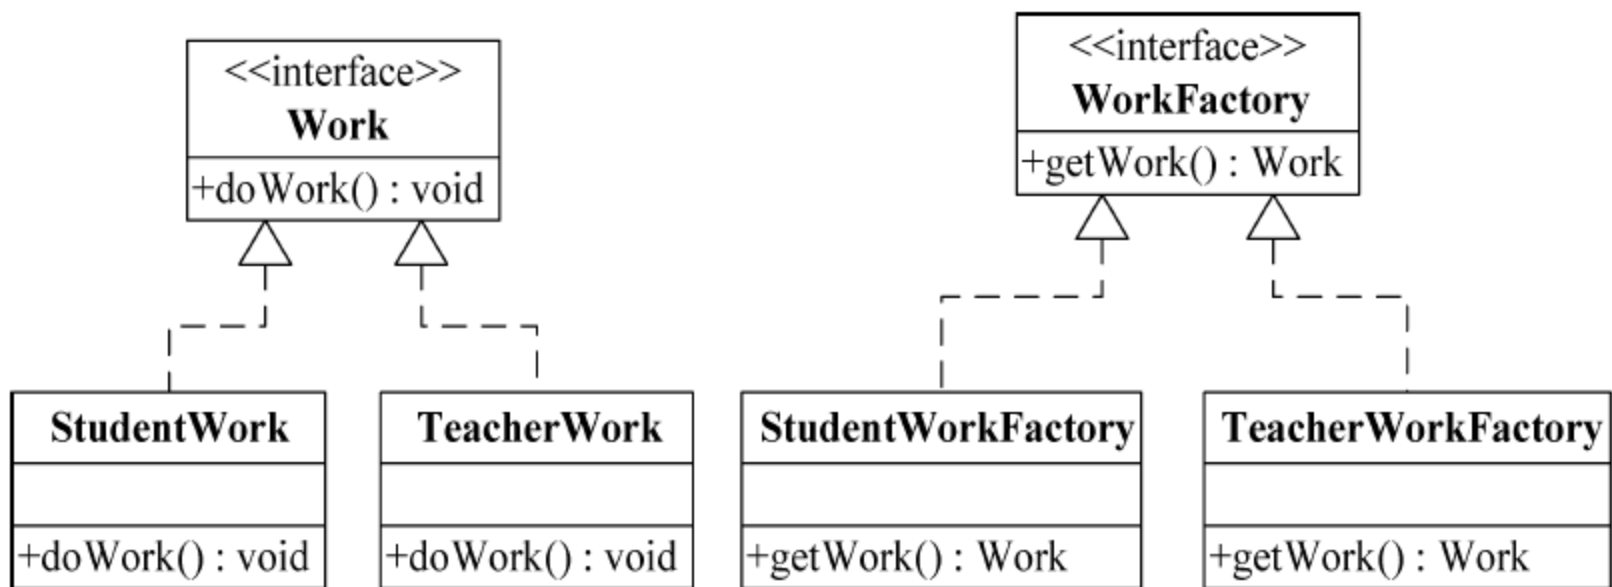 <<interface>>
Work
+doWork() : void
<<interface>>
WorkFactory
+getWork() : Work
StudentWork
+doWork() : void
TeacherWork
+doWork() : void
StudentWorkFactory
+getWork() : Work
TeacherWorkFactory
+getWork() : Work